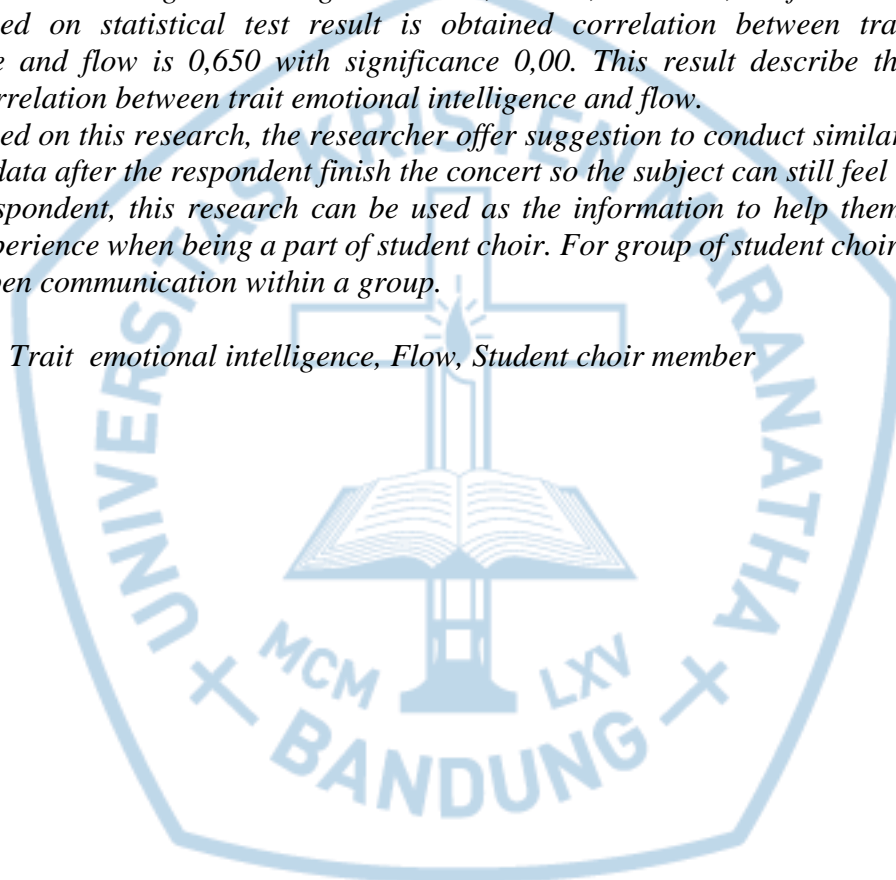 ed on statistical test result is obtained correlation between tra
e and flow is 0,650 with significance 0,00. This result describe th
rrelation between trait emotional intelligence and flow.
ed on this research, the researcher offer suggestion to conduct similar
data after the respondent finish the concert so the subject can still feel
spondent, this research can be used as the information to help them
perience when being a part of student choir. For group of student choir
pen communication within a group.
Trait emotional intelligence, Flow, Student choir member
UNIVERSITAS KRISTEN MARANATHA
MCM LXV
BANDUNG